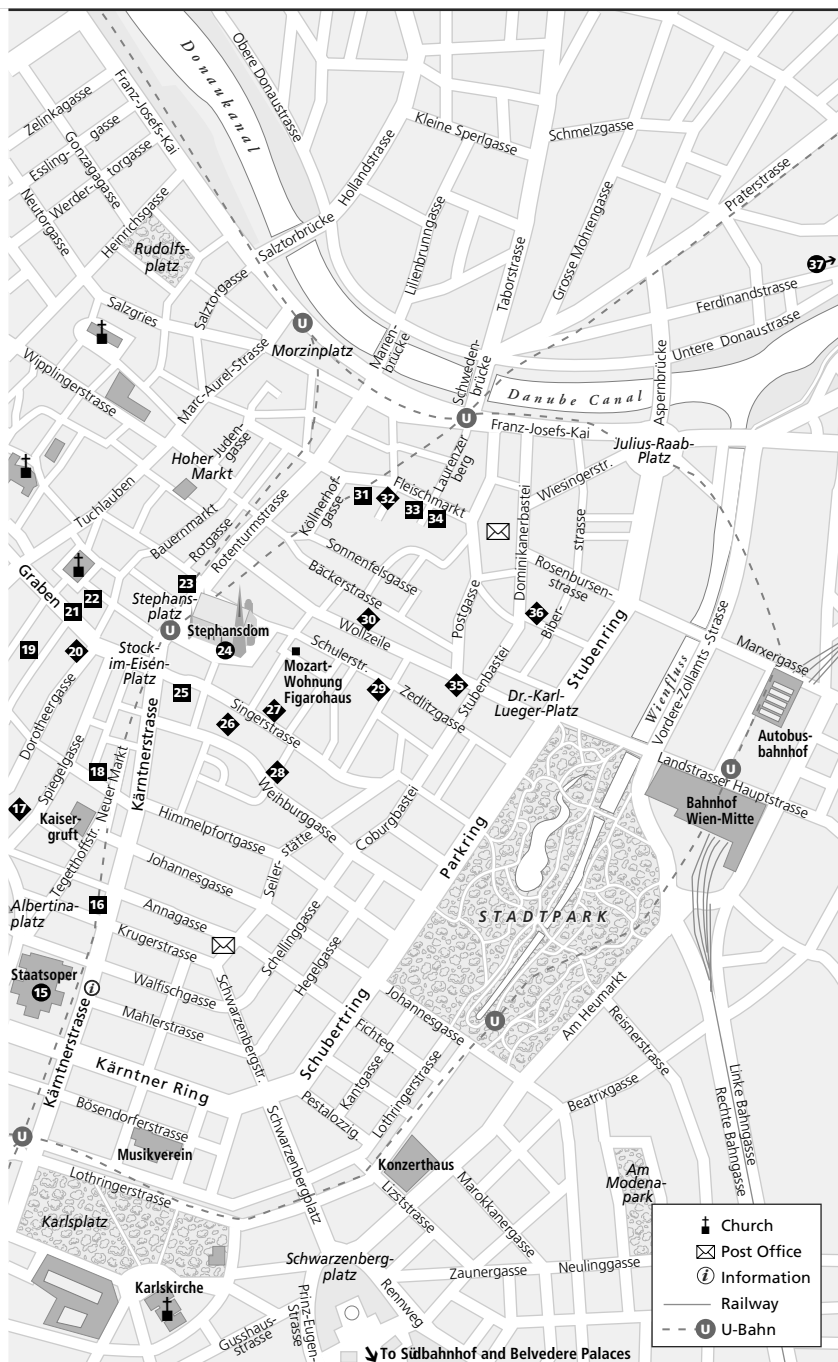 Zelinkagasse
Essling-
gasse
Werder-
torgasse
Gonzagagasse
Franz-Josefs-Kai
Neutorgasse
Heinrichsgasse
Rudolfs-
platz
Salztorgasse
Salzgries
Donaukanal
Obere Donaustrasse
Hollandstrasse
Salztorbrücke
Kleine Sperlgasse
Schmelzgasse
Lilienbrunngasse
Taborstrasse
Grosse Mohrengasse
Praterstrasse
37
Ferdinandstrasse
Untere Donaustrasse
Morzinplatz
Marien-
brücke
Schweden-
brücke
Aspernbrücke
Danube Canal
Franz-Josefs-Kai
Julius-Raab-
Platz
Wipplingerstrasse
Marc-Aurel-Strasse
Juden-
gasse
Hoher
Markt
Tuchlauben
Bauernmarkt
Rotgasse
Rotenturmstrasse
Köllnerhof-
gasse
31
32
33
34
Fleischmarkt
Laurenzer
berg
Wiesingerstr.
Dominikanerbastei
Biber-
strasse
Rosenbursen-
strasse
Sonnenfelsgasse
Bäckerstrasse
Wollzeile
Postgasse
30
36
Graben
21
22
23
Stephans-
platz
Stephansdom
24
19
20
Stock-
im-Eisen-
Platz
25
Mozart-
Wohnung
Figarohaus
Schulerstr.
29
35
Zedlitzgasse
Stubenbastei
Dr.-Karl-
Lueger-Platz
Stubenring
Wienfluss
Vordere-Zollamts-Strasse
Marxergasse
Autobus-
bahnhof
Landstrasser Hauptstrasse
Bahnhof
Wien-Mitte
Dorotheergasse
Spiegelgasse
17
18
Kaiser-
gruft
Tegetthoffstr.
Neuer Markt
Kärntnerstrasse
26
27
Singerstrasse
28
Weinburggasse
Himmelpfortgasse
Seiler-
stätte
Coburgbastei
Johannesgasse
Parkring
STADTPARK
Albertina-
platz
16
Annagasse
Krugerstrasse
Schellinggasse
Hegelgasse
Staatsoper
15
Walfischgasse
Mahlerstrasse
Schwarzenbergstr.
Schubertring
Johannesgasse
Am Heumarkt
Reisnerstrasse
Fichteg.
Kantgasse
Pestalozzig.
Lothringerstrasse
Beatrixgasse
Linke Bahngasse
Rechte Bahngasse
Kärntnerstrasse
Kärntner Ring
Bösendorferstrasse
Musikverein
Schwarzenbergplatz
Konzerthaus
Lisztstrasse
Marokkanergasse
Am
Modena-
park
Lothringerstrasse
Karlsplatz
Schwarzenberg-
platz
Zaunergasse
Neulinggasse
Karlskirche
Gusshaus-
strasse
Prinz-Eugen-
Strasse
Rennweg
To Sülbahnhof and Belvedere Palaces
Church
Post Office
i Information
Railway
U U-Bahn
U
U
U
U
U
U
i